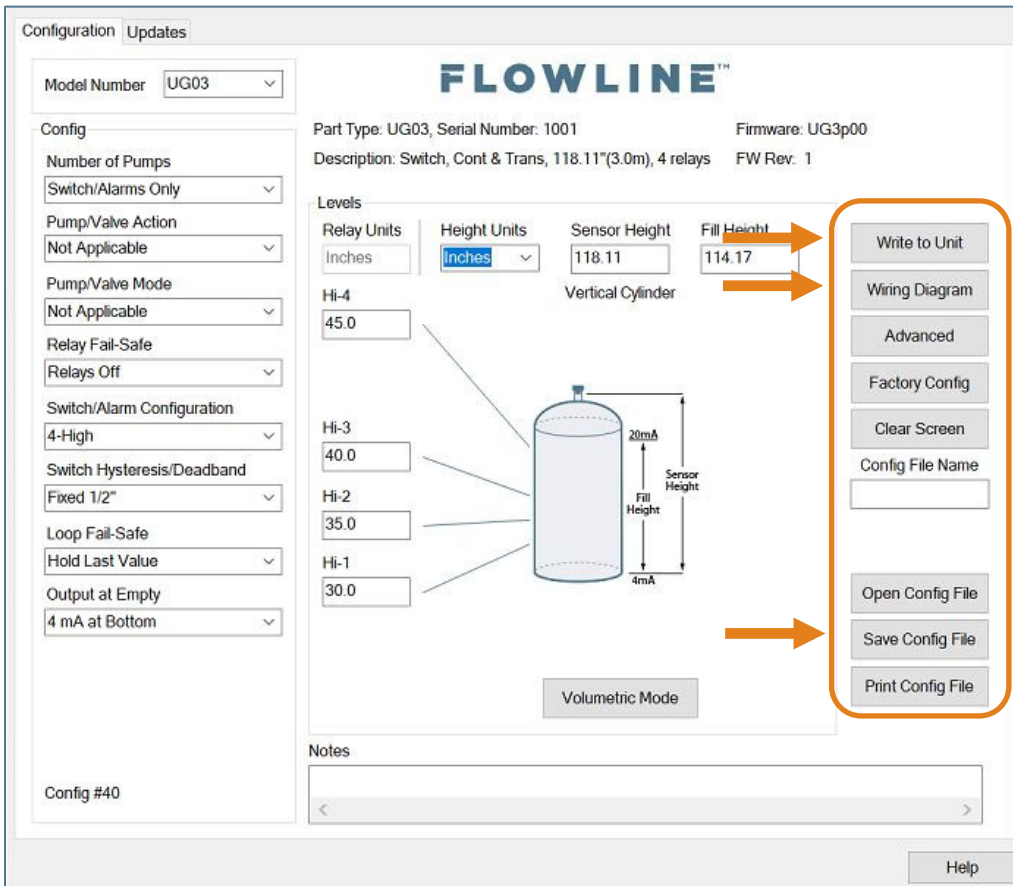 Configuration Updates
Model Number UG03
FLOWLINE™
Config
Part Type: UG03, Serial Number: 1001 Firmware: UG3p00
Description: Switch, Cont & Trans, 118.11"(3.0m), 4 relays FW Rev: 1
Number of Pumps
Switch/Alarms Only
Pump/Valve Action
Not Applicable
Pump/Valve Mode
Not Applicable
Relay Fail-Safe
Relays Off
Switch/Alarm Configuration
4-High
Switch Hysteresis/Deadband
Fixed 1/2"
Loop Fail-Safe
Hold Last Value
Output at Empty
4 mA at Bottom
Config #40
Levels
Relay Units Height Units Sensor Height Fill Height
Inches Inches 118.11 114.17
Vertical Cylinder
Hi-4
45.0
Hi-3
40.0
Hi-2
35.0
Hi-1
30.0
20mA
Sensor
Height
Fill
Height
4mA
Volumetric Mode
Write to Unit
Wiring Diagram
Advanced
Factory Config
Clear Screen
Config File Name
Open Config File
Save Config File
Print Config File
Notes
Help